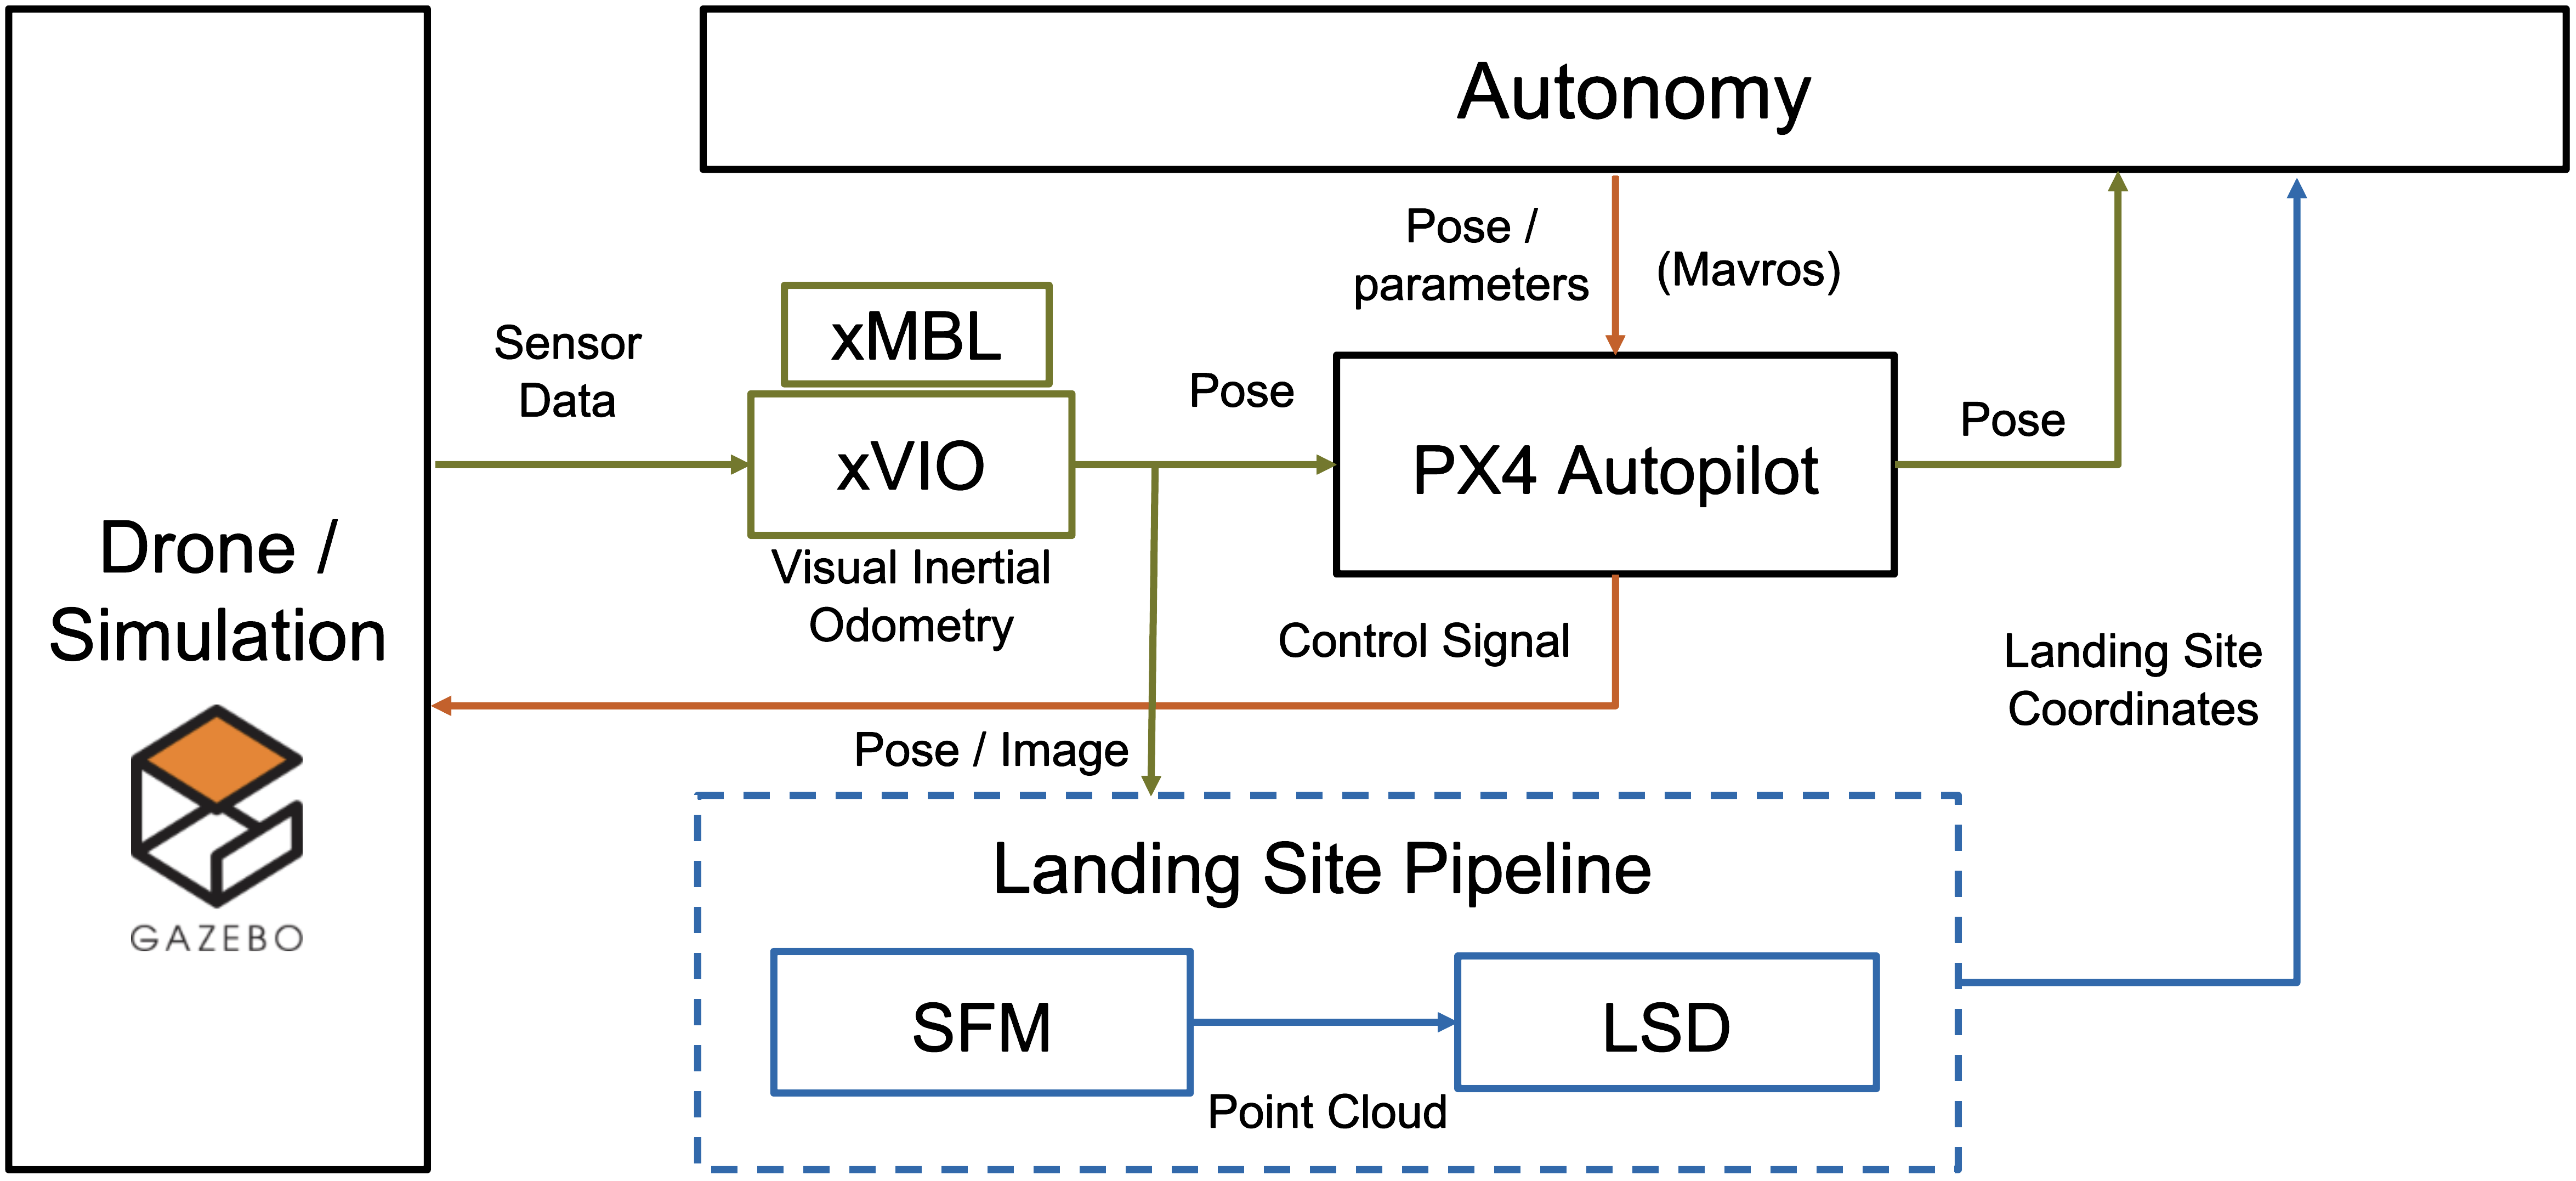 Autonomy
Pose /
parameters
(Mavros)
Sensor
Data
xMBL
xVIO
Visual Inertial
Odometry
Pose
PX4 Autopilot
Pose
Drone /
Simulation
GAZEBO
Control Signal
Landing Site
Coordinates
Pose / Image
Landing Site Pipeline
SFM
LSD
Point Cloud